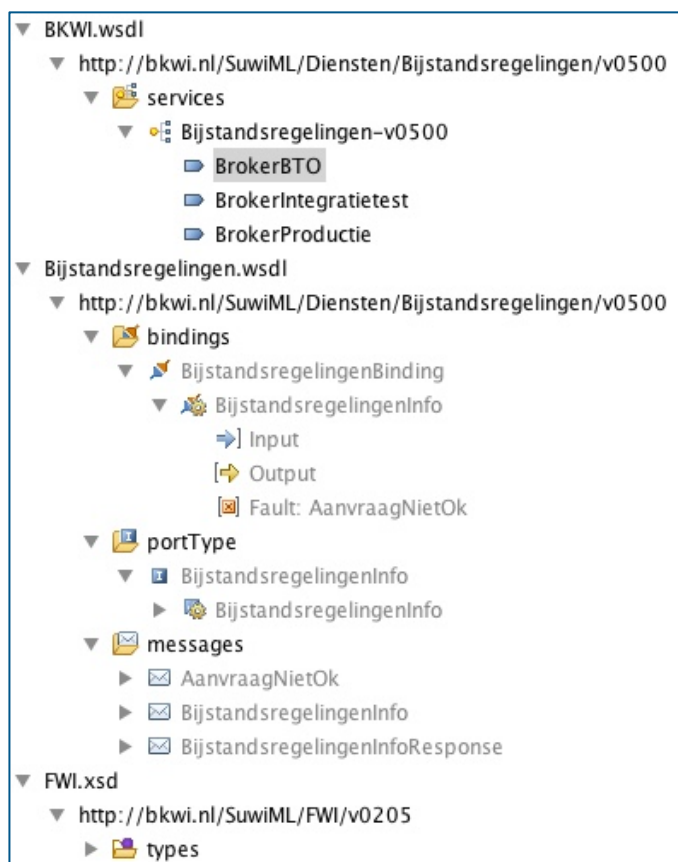 BKWI.wsdl
http://bkwi.nl/SuwiML/Diensten/Bijstandsregelingen/v0500
services
Bijstandsregelingen-v0500
BrokerBTO
BrokerIntegratietest
BrokerProductie
Bijstandsregelingen.wsdl
http://bkwi.nl/SuwiML/Diensten/Bijstandsregelingen/v0500
bindings
BijstandsregelingenBinding
BijstandsregelingenInfo
Input
Output
Fault: AanvraagNietOk
portType
BijstandsregelingenInfo
BijstandsregelingenInfo
messages
AanvraagNietOk
BijstandsregelingenInfo
BijstandsregelingenInfoResponse
FWI.xsd
http://bkwi.nl/SuwiML/FWI/v0205
types